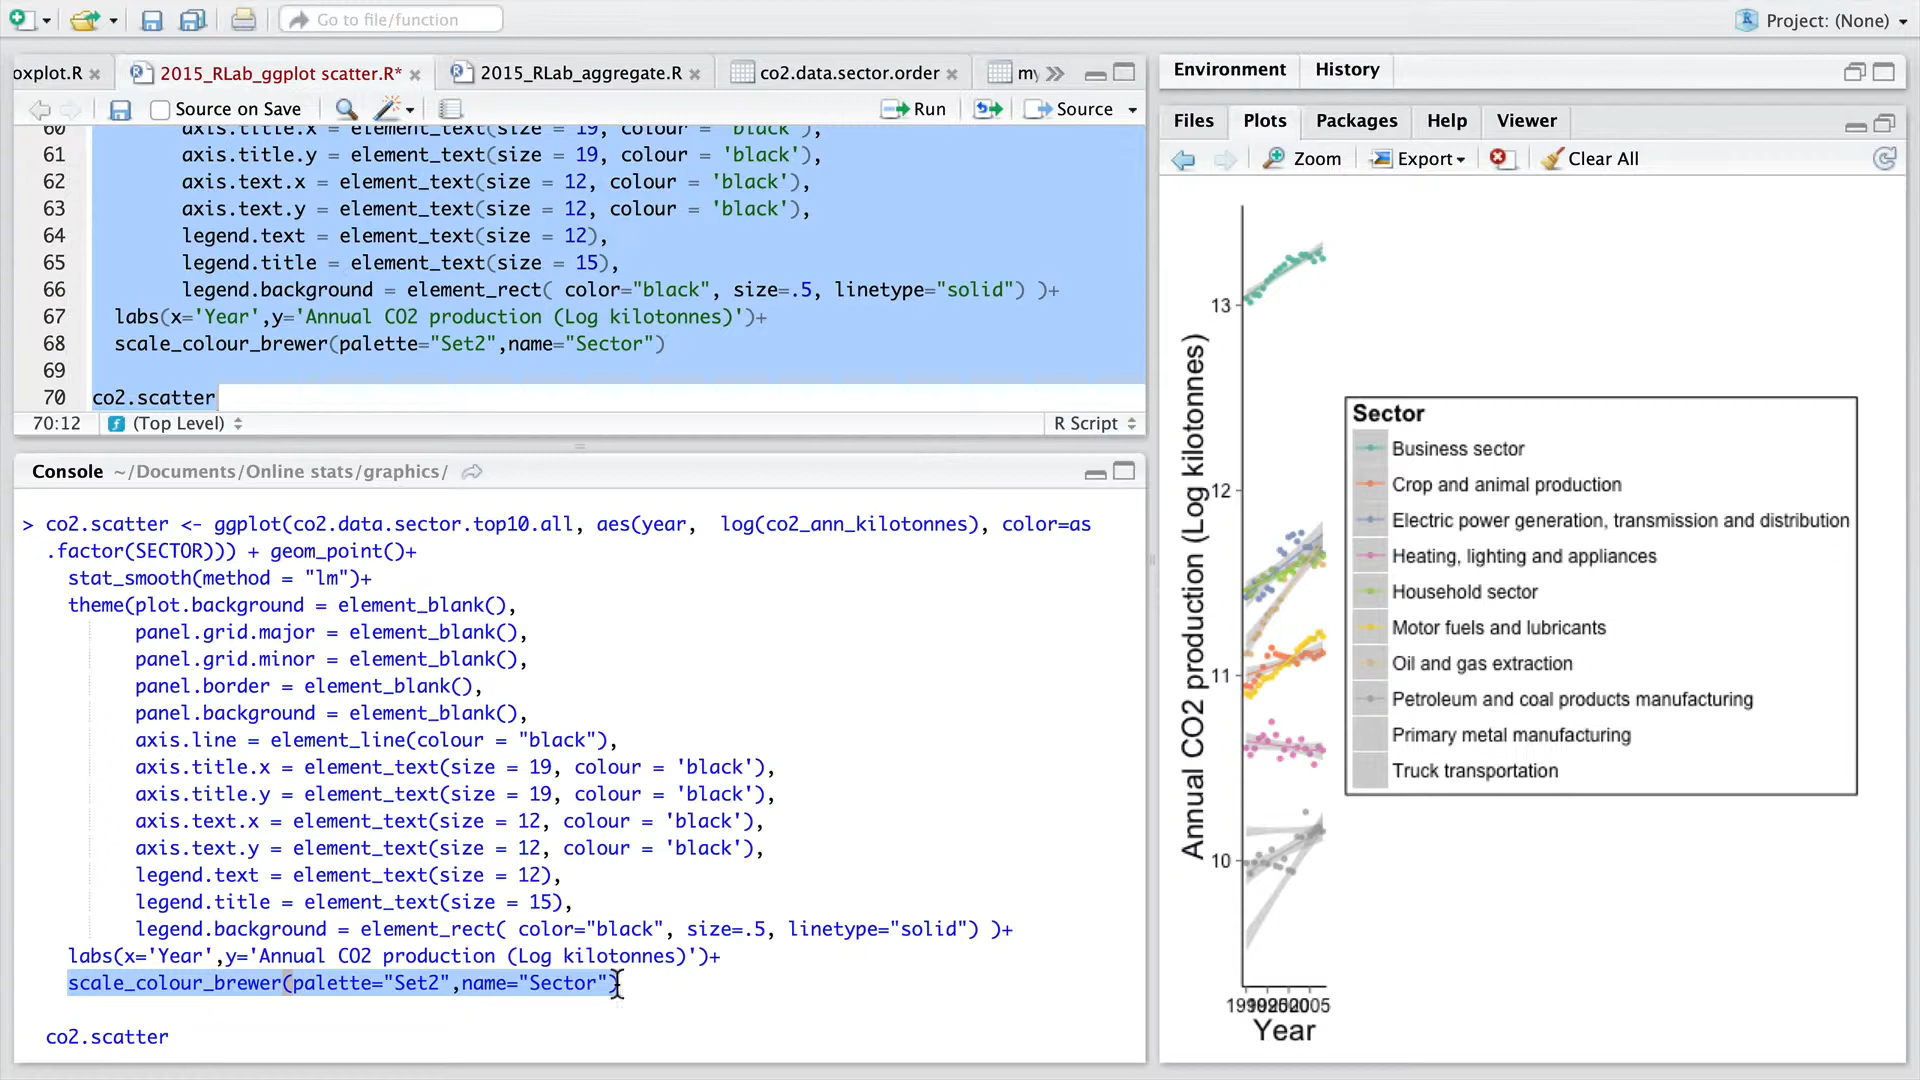 Go to file/function
Project: (None)
oxplot.R
2015_RLab_ggplot scatter.R*
2015_RLab_aggregate.R
co2.data.sector.order
my
Source on Save
Run
Source
60 axis.title.x = element_text(size = 19, colour = 'black'),
61 axis.title.y = element_text(size = 19, colour = 'black'),
62 axis.text.x = element_text(size = 12, colour = 'black'),
63 axis.text.y = element_text(size = 12, colour = 'black'),
64 legend.text = element_text(size = 12),
65 legend.title = element_text(size = 15),
66 legend.background = element_rect( color="black", size=.5, linetype="solid") )+
67 labs(x='Year',y='Annual CO2 production (Log kilotonnes)')+
68 scale_colour_brewer(palette="Set2",name="Sector")
69
70 co2.scatter
70:12 (Top Level) R Script
Console ~/Documents/Online stats/graphics/
> co2.scatter <- ggplot(co2.data.sector.top10.all, aes(year,  log(co2_ann_kilotonnes), color=as
.factor(SECTOR))) + geom_point()+
stat_smooth(method = "lm")+
theme(plot.background = element_blank(),
panel.grid.major = element_blank(),
panel.grid.minor = element_blank(),
panel.border = element_blank(),
panel.background = element_blank(),
axis.line = element_line(colour = "black"),
axis.title.x = element_text(size = 19, colour = 'black'),
axis.title.y = element_text(size = 19, colour = 'black'),
axis.text.x = element_text(size = 12, colour = 'black'),
axis.text.y = element_text(size = 12, colour = 'black'),
legend.text = element_text(size = 12),
legend.title = element_text(size = 15),
legend.background = element_rect( color="black", size=.5, linetype="solid") )+
labs(x='Year',y='Annual CO2 production (Log kilotonnes)')+
scale_colour_brewer(palette="Set2",name="Sector")
co2.scatter
Environment
History
Files
Plots
Packages
Help
Viewer
Zoom
Export
Clear All
Annual CO2 production (Log kilotonnes)
13
12
11
10
2005
Year
Sector
Business sector
Crop and animal production
Electric power generation, transmission and distribution
Heating, lighting and appliances
Household sector
Motor fuels and lubricants
Oil and gas extraction
Petroleum and coal products manufacturing
Primary metal manufacturing
Truck transportation